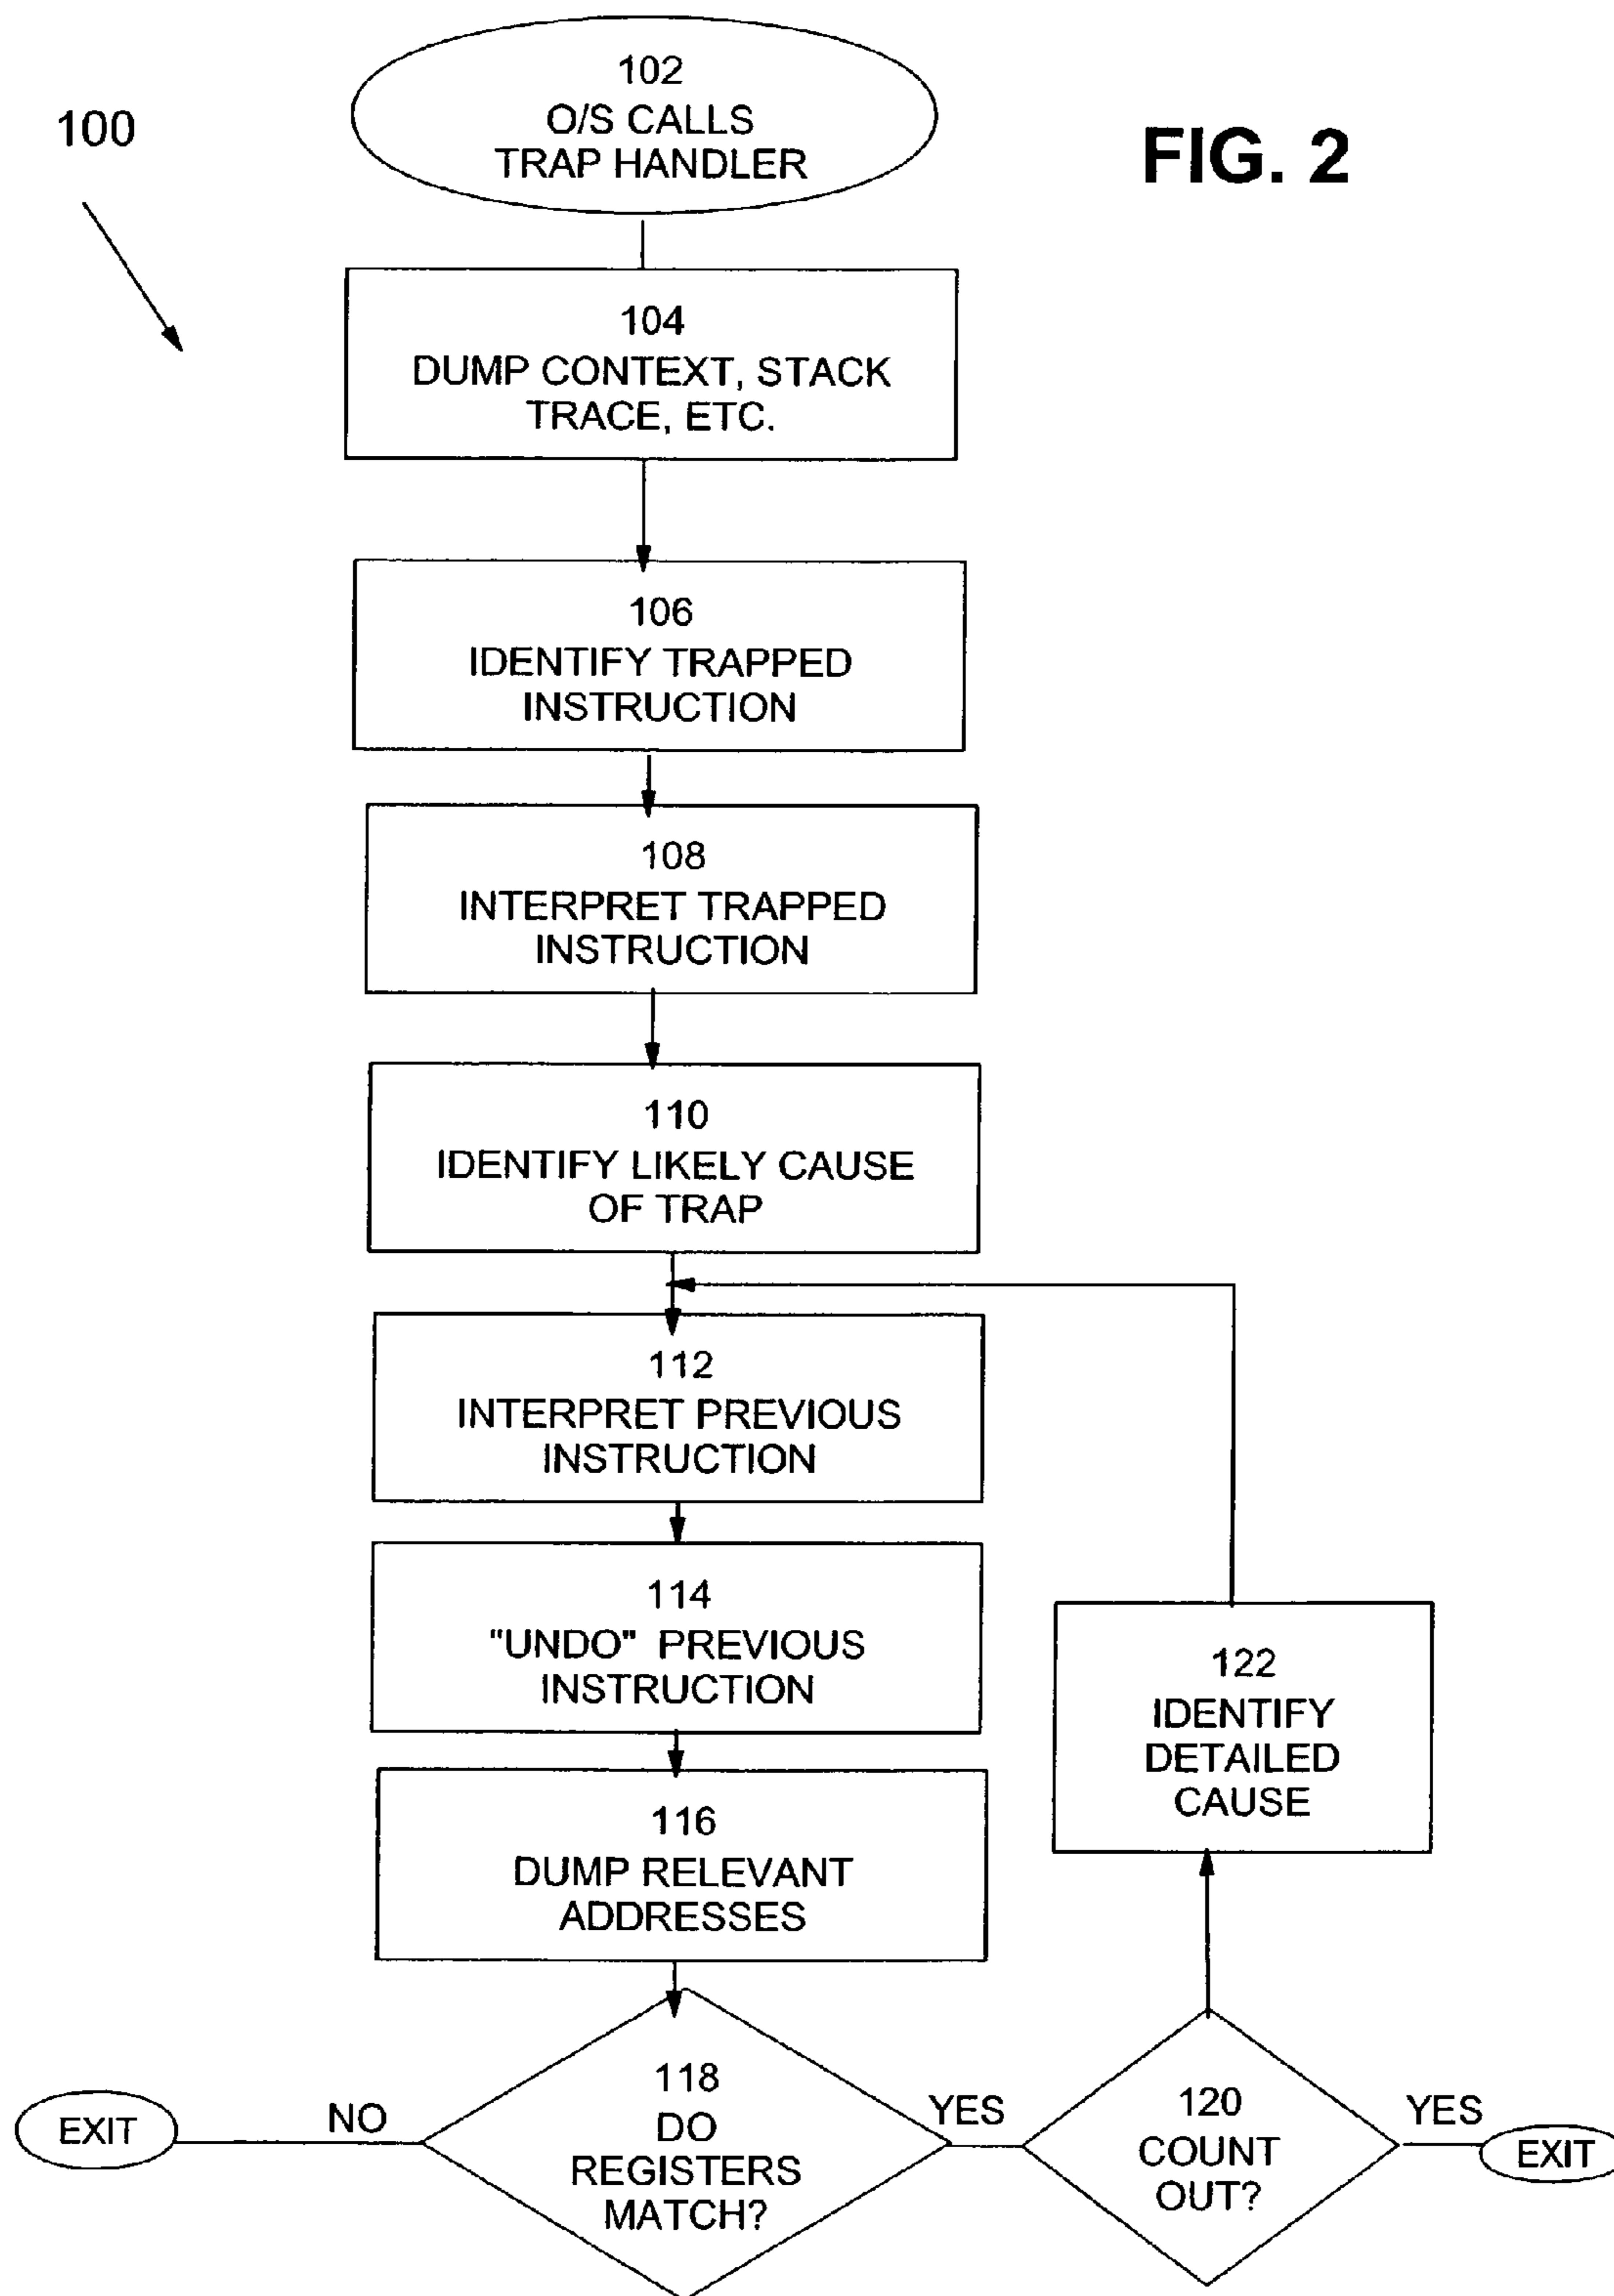 100
FIG. 2
102
O/S CALLS
TRAP HANDLER
104
DUMP CONTEXT, STACK
TRACE, ETC.
106
IDENTIFY TRAPPED
INSTRUCTION
108
INTERPRET TRAPPED
INSTRUCTION
110
IDENTIFY LIKELY CAUSE
OF TRAP
112
INTERPRET PREVIOUS
INSTRUCTION
114
"UNDO" PREVIOUS
INSTRUCTION
116
DUMP RELEVANT
ADDRESSES
118
DO
REGISTERS
MATCH?
NO
EXIT
YES
120
COUNT
OUT?
YES
EXIT
122
IDENTIFY
DETAILED
CAUSE